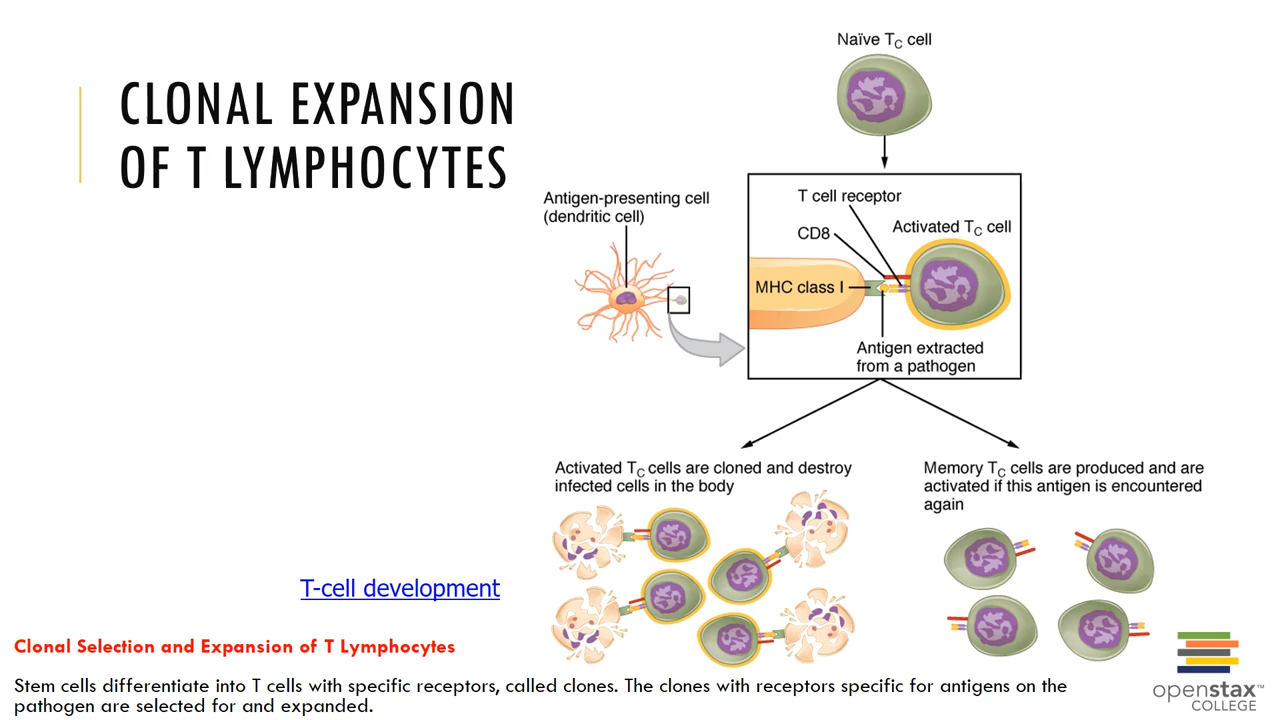 CLONAL EXPANSION
OF T LYMPHOCYTES
Naïve TC cell
Antigen-presenting cell
(dendritic cell)
T cell receptor
CD8
Activated TC cell
MHC class I
Antigen extracted
from a pathogen
Activated TC cells are cloned and destroy
infected cells in the body
Memory TC cells are produced and are
activated if this antigen is encountered
again
T-cell development
Clonal Selection and Expansion of T Lymphocytes
Stem cells differentiate into T cells with specific receptors, called clones. The clones with receptors specific for antigens on the
pathogen are selected for and expanded.
openstax™
COLLEGE